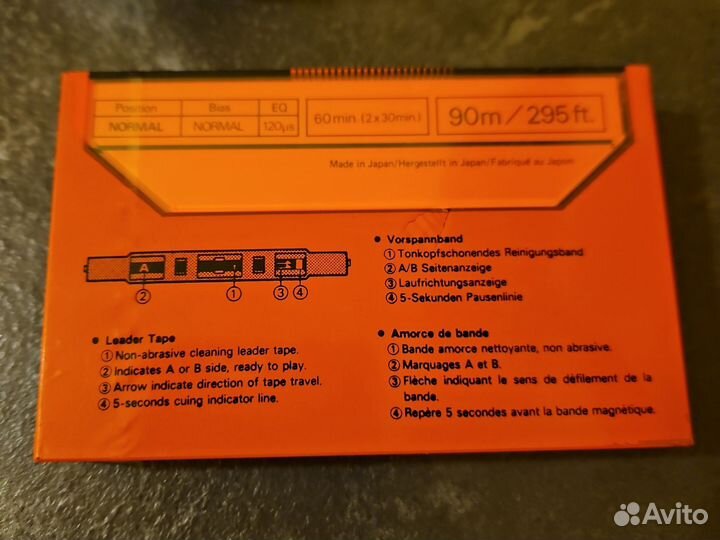 Position Bias EQ
NORMAL NORMAL 120µs
60min.(2x30min.)
90m/295ft.
Made in Japan/Hergestellt in Japan/Fabriqué au Japon
A
② ① ③ ④
● Vorspannband
① Tonkopfschonendes Reinigungsband
② A/B Seitenanzeige
③ Laufrichtungsanzeige
④ 5-Sekunden Pausenlinie
● Leader Tape
① Non-abrasive cleaning leader tape.
② Indicates A or B side, ready to play.
③ Arrow indicate direction of tape travel.
④ 5-seconds cuing indicator line.
● Amorce de bande
① Bande amorce nettoyante, non abrasive.
② Marquages A et B.
③ Flèche indiquant le sens de défilement de la
bande.
④ Repère 5 secondes avant la bande magnétique.
Avito